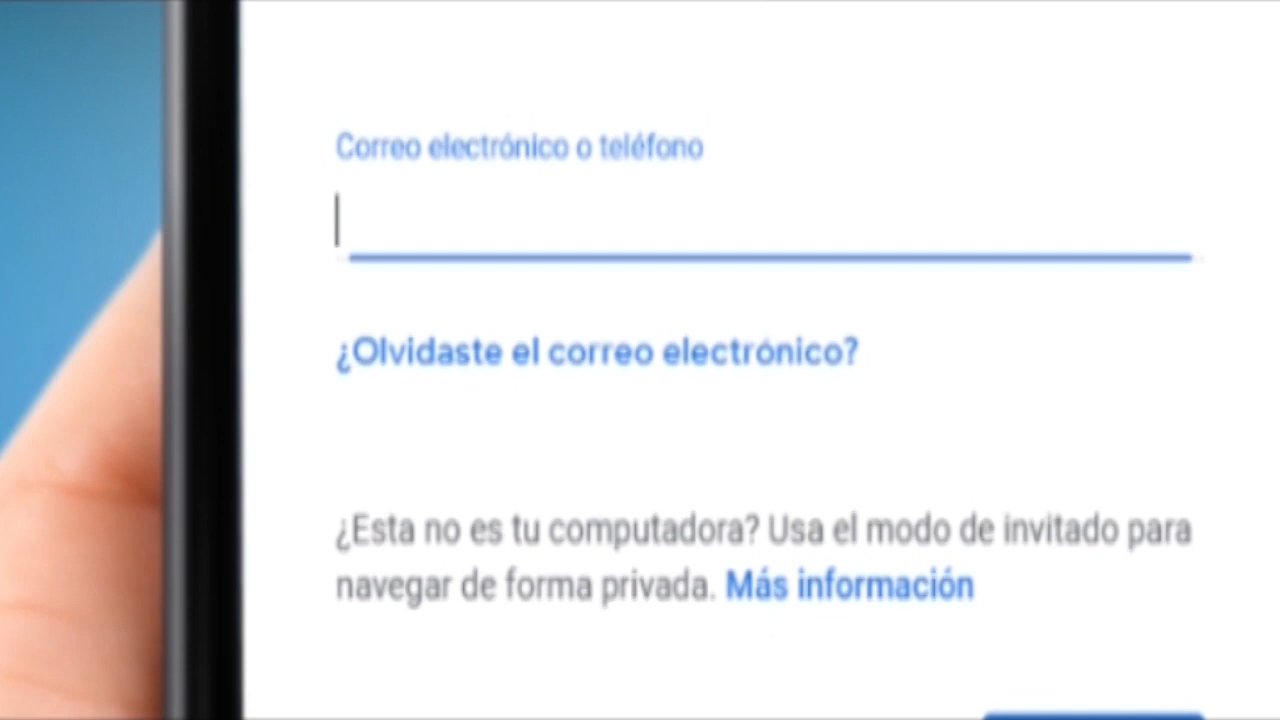 Correo electrónico o teléfono
¿Olvidaste el correo electrónico?
¿Esta no es tu computadora? Usa el modo de invitado para
navegar de forma privada. Más información